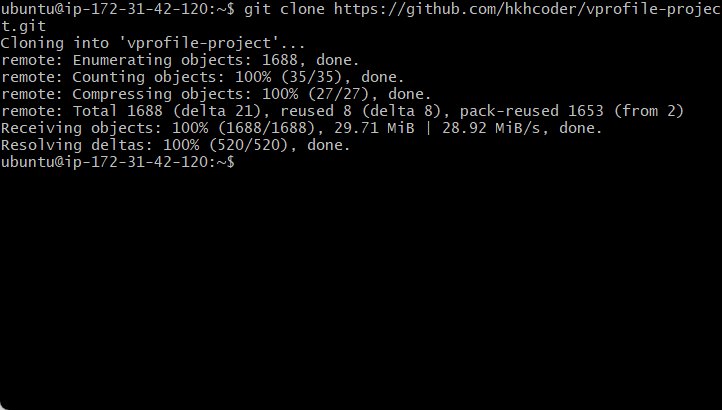 ubuntu@ip-172-31-42-120:~$ git clone https://github.com/hkhcoder/vprofile-projec
t.git
Cloning into 'vprofile-project'...
remote: Enumerating objects: 1688, done.
remote: Counting objects: 100% (35/35), done.
remote: Compressing objects: 100% (27/27), done.
remote: Total 1688 (delta 21), reused 8 (delta 8), pack-reused 1653 (from 2)
Receiving objects: 100% (1688/1688), 29.71 MiB | 28.92 MiB/s, done.
Resolving deltas: 100% (520/520), done.
ubuntu@ip-172-31-42-120:~$